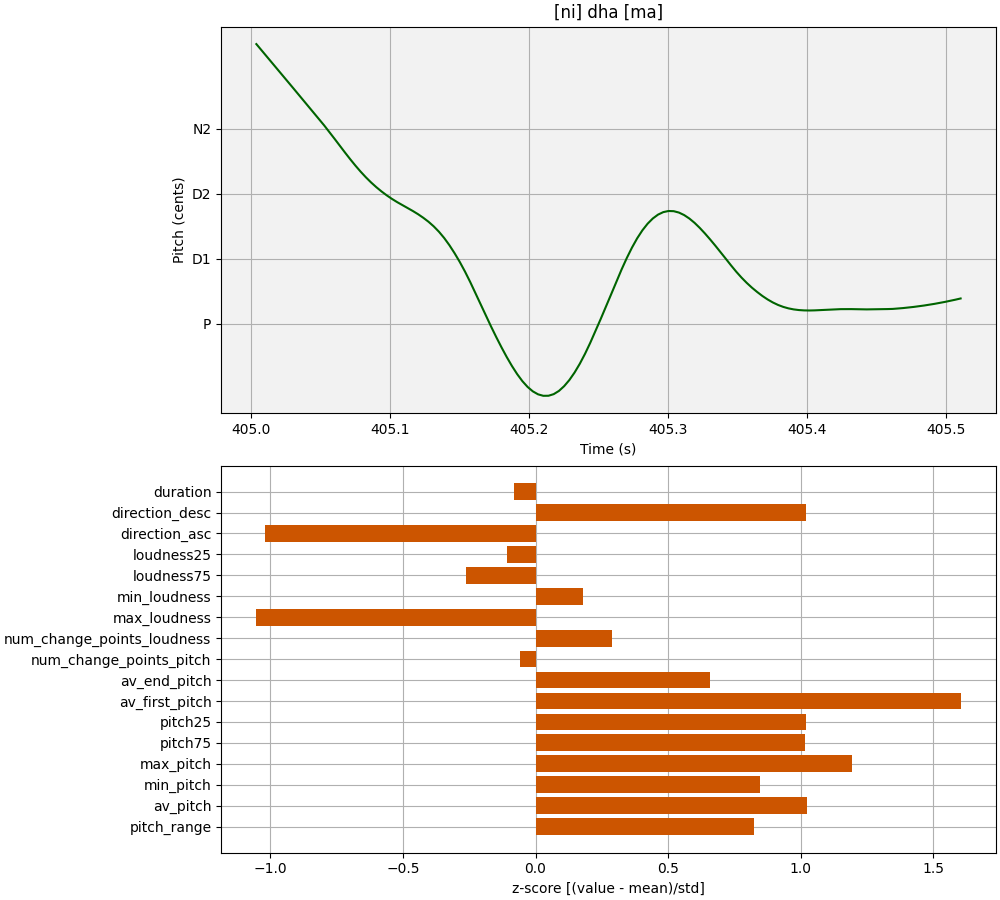 [ni] dha [ma]
Pitch (cents)
N2
D2
D1
P
405.0 405.1 405.2 405.3 405.4 405.5
Time (s)
duration
direction_desc
direction_asc
loudness25
loudness75
min_loudness
max_loudness
num_change_points_loudness
num_change_points_pitch
av_end_pitch
av_first_pitch
pitch25
pitch75
max_pitch
min_pitch
av_pitch
pitch_range
−1.0 −0.5 0.0 0.5 1.0 1.5
z-score [(value - mean)/std]